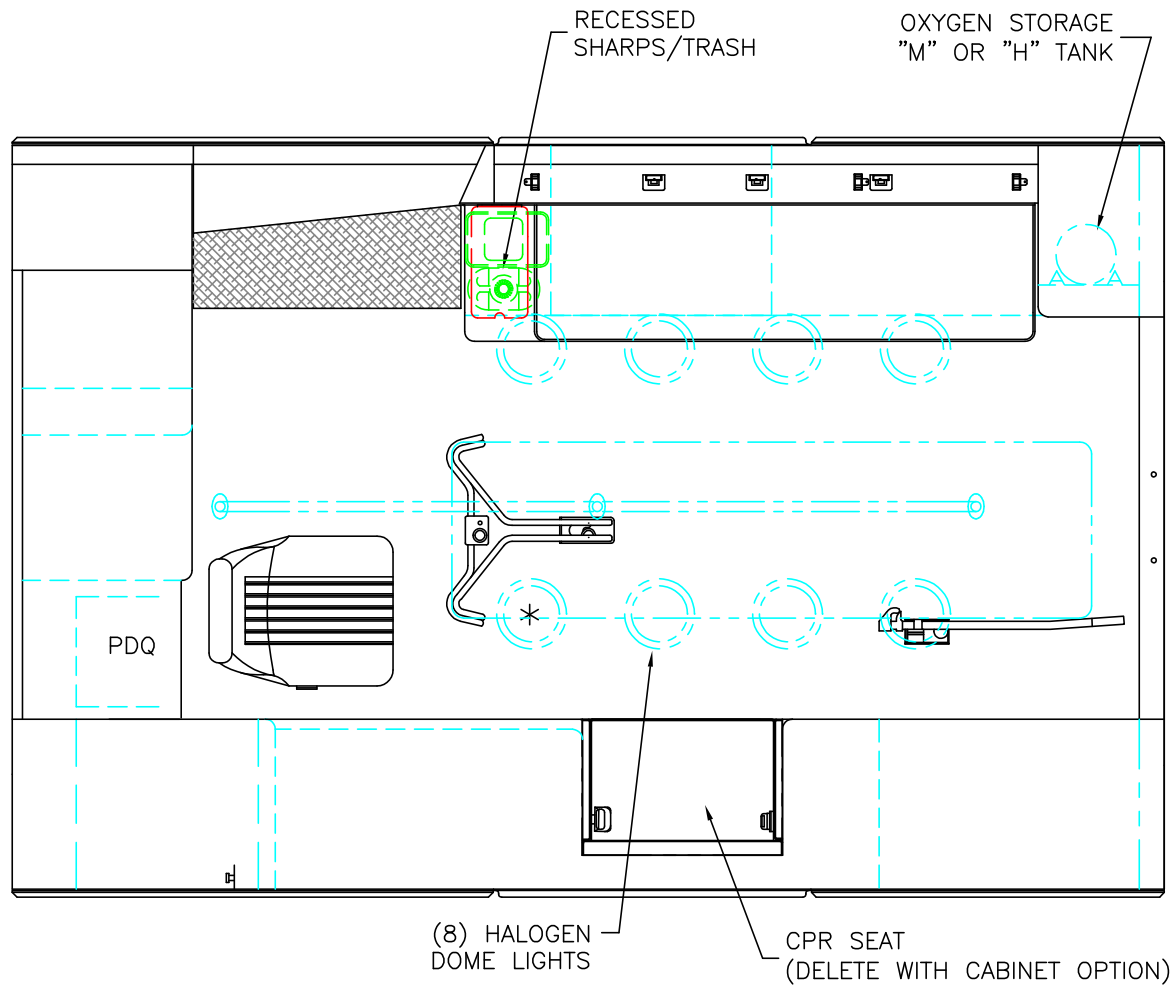 RECESSED
SHARPS/TRASH
OXYGEN STORAGE
"M" OR "H" TANK
PDQ
(8) HALOGEN
DOME LIGHTS
CPR SEAT
(DELETE WITH CABINET OPTION)